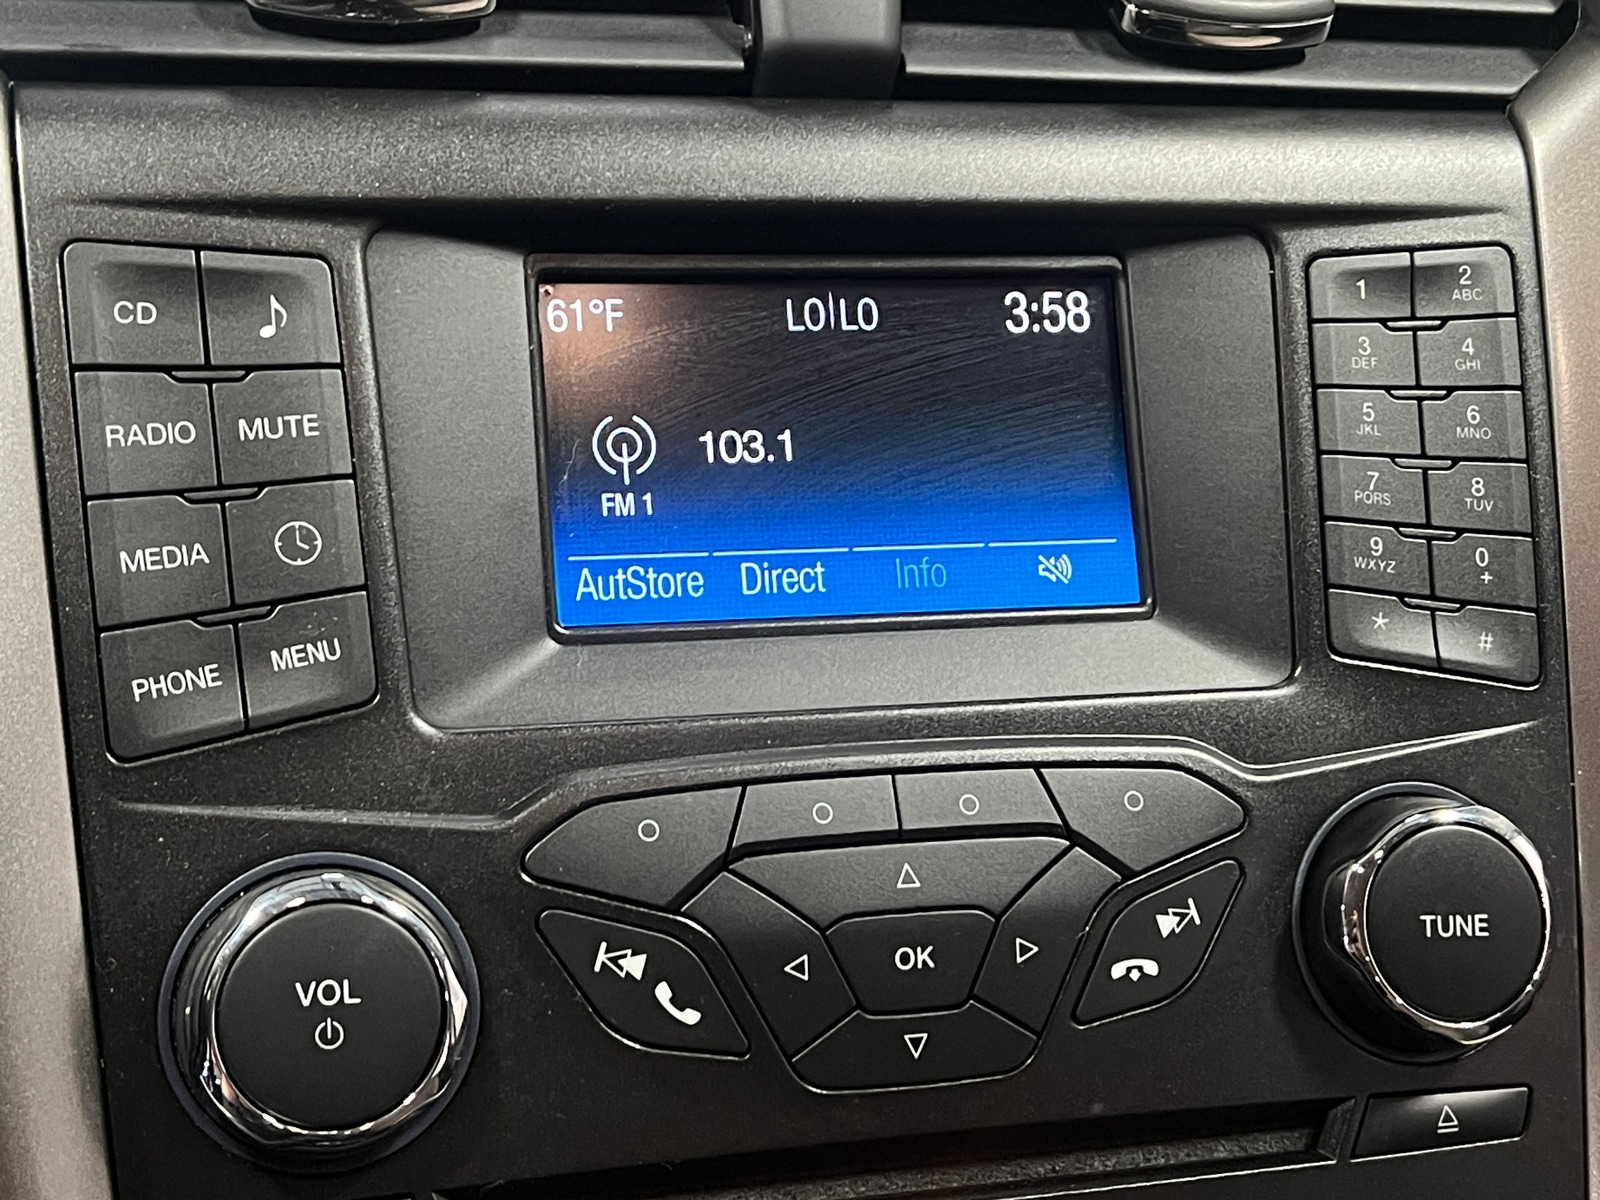 61°F LO|LO 3:58
103.1
FM 1
AutStore Direct Info
CD
RADIO MUTE
MEDIA
PHONE MENU
1 2 ABC
3 DEF 4 GHI
5 JKL 6 MNO
7 PQRS 8 TUV
9 WXYZ 0 +
* #
VOL
OK
TUNE